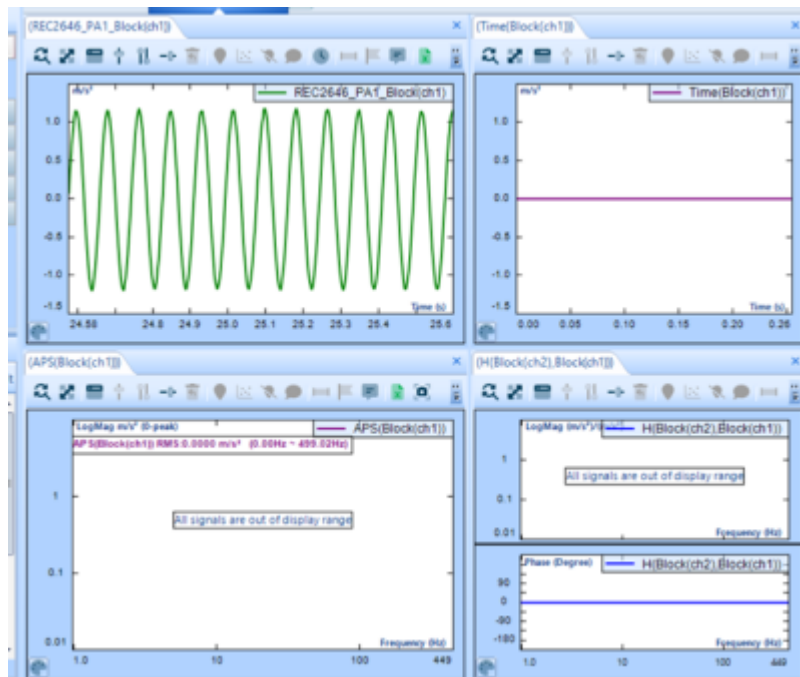 (REC2646_PA1_Block(ch1))
m/s²
REC2646_PA1_Block(ch1)
1.0
0.5
0.0
-0.5
-1.0
-1.5
Time (s)
24.58 24.8 24.9 25.0 25.1 25.2 25.3 25.4 25.6
(Time(Block(ch1)))
m/s²
Time(Block(ch1))
1.0
0.5
0.0
-0.5
-1.0
-1.5
Time (s)
0.00 0.05 0.10 0.15 0.20 0.26
(APS(Block(ch1)))
LogMag m/s² (0-peak)
APS(Block(ch1))
APS(Block(ch1)) RMS:0.0000 m/s² (0.00Hz ~ 499.02Hz)
All signals are out of display range
1
0.1
0.01
Frequency (Hz)
1.0 10 100 449
(H(Block(ch2),Block(ch1)))
LogMag
H(Block(ch2),Block(ch1))
All signals are out of display range
1
0.1
0.01
Frequency (Hz)
Phase (Degree)
H(Block(ch2),Block(ch1))
90
0
-90
-180
Frequency (Hz)
1.0 10 100 449